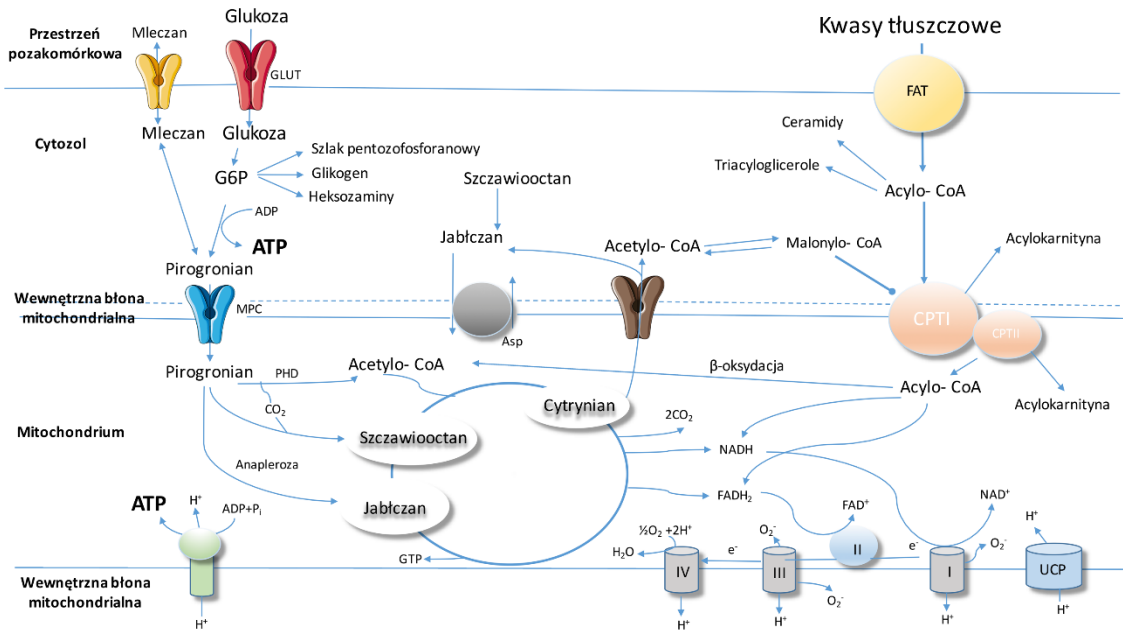 Przestrzeń
pozakomórkowa
Mleczan
Glukoza
GLUT
Kwasy tłuszczowe
FAT
Cytozol
Mleczan
Glukoza
G6P
Szlak pentozofosforanowy
Glikogen
Heksozaminy
ADP
ATP
Pirogronian
Szczawiooctan
Jabłczan
Acetylo- CoA
Malonylo- CoA
Ceramidy
Triacyloglicerole
Acylo- CoA
Acylokarnityna
Wewnętrzna błona
mitochondrialna
MPC
Asp
CPTI
CPTII
Pirogronian
PHD
CO₂
Acetylo- CoA
β-oksydacja
Acylo- CoA
Acylokarnityna
Mitochondrium
Szczawiooctan
Cytrynian
2CO₂
NADH
FADH₂
Anapleroza
Jabłczan
GTP
ATP
H⁺
ADP+Pᵢ
H⁺
½O₂ +2H⁺
H₂O
IV
e⁻
O₂⁻
III
O₂⁻
FAD⁺
II
e⁻
NAD⁺
O₂⁻
I
H⁺
UCP
H⁺
H⁺
H⁺
H⁺
Wewnętrzna błona
mitochondrialna